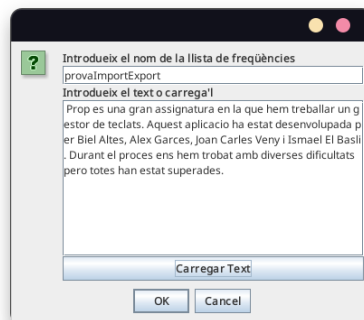 ?
Introdueix el nom de la llista de freqüències
provaImportExport
Introdueix el text o carrega'l
Prop es una gran assignatura en la que hem treballar un g
estor de teclats. Aquest aplicacio ha estat desenvolupada p
er Biel Altes, Alex Garces, Joan Carles Veny i Ismael El Basli
. Durant el proces ens hem trobat amb diverses dificultats
pero totes han estat superades.
Carregar Text
OK Cancel